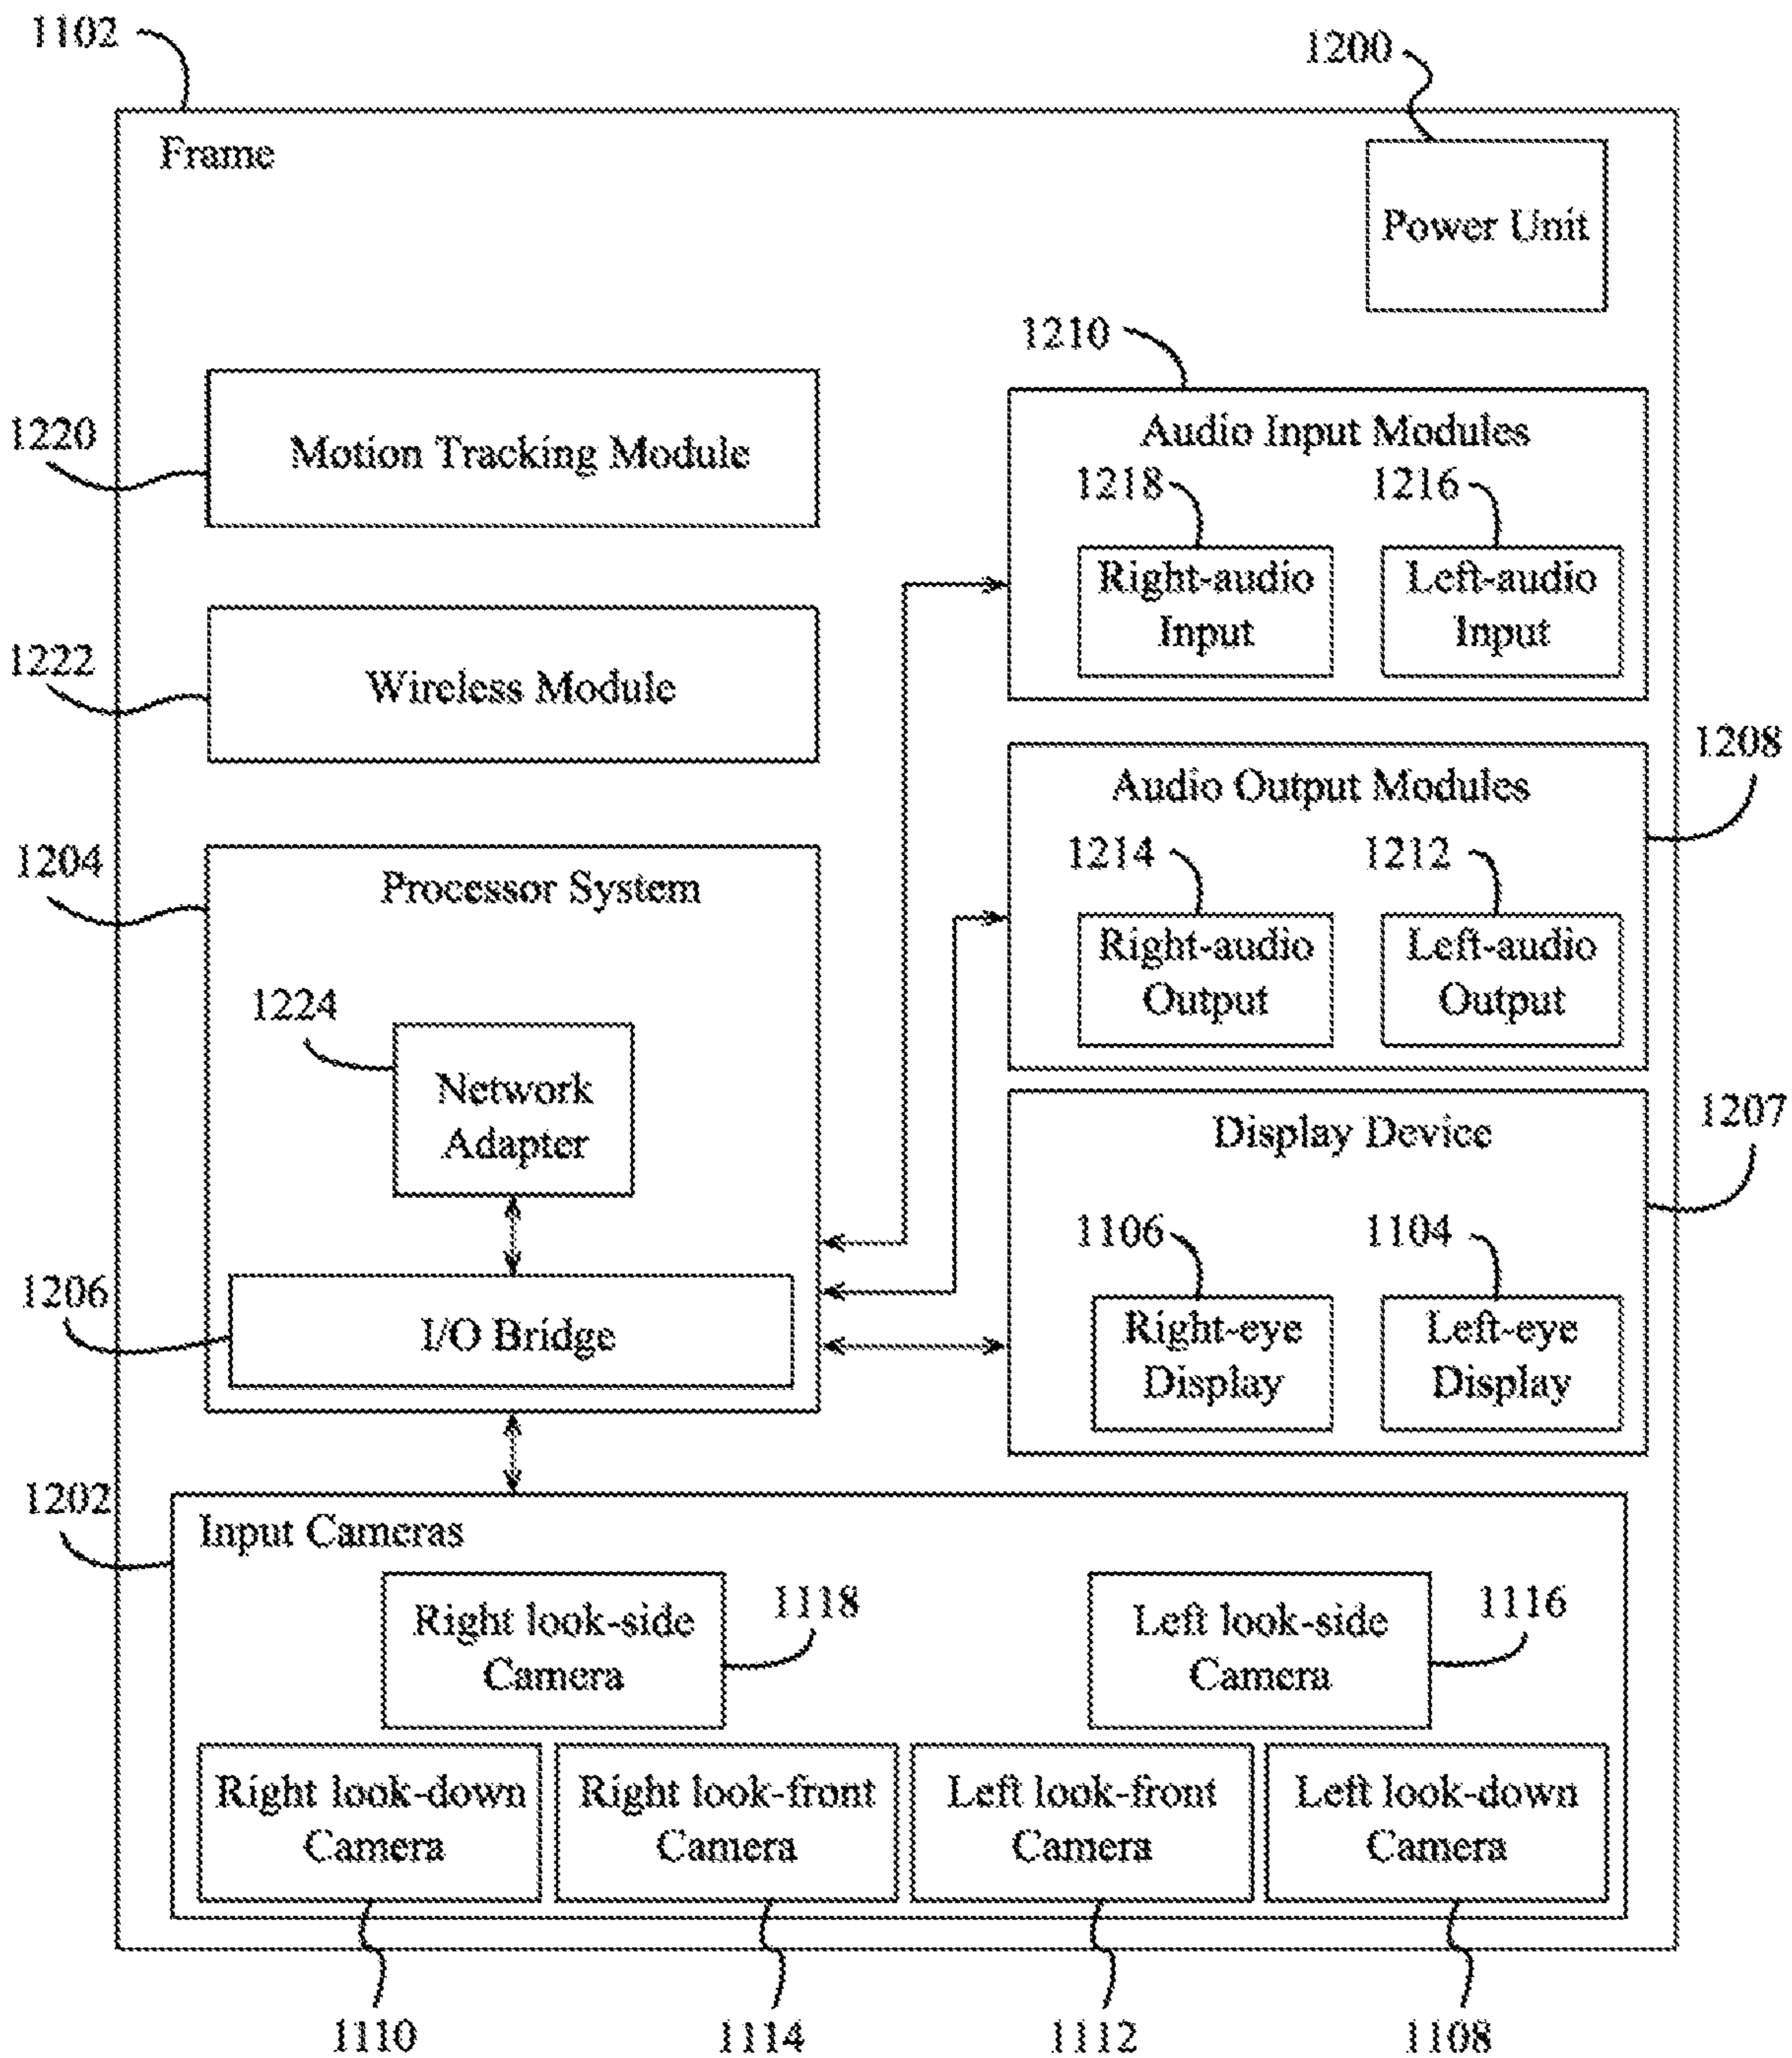 1102
1200
Frame
Power Unit
1210
1220
Motion Tracking Module
Audio Input Modules
1218
1216
Right-audio
Input
Left-audio
Input
1222
Wireless Module
1208
Audio Output Modules
1214
1212
Right-audio
Output
Left-audio
Output
1204
Processor System
1224
Network
Adapter
1207
Display Device
1106
1104
Right-eye
Display
Left-eye
Display
1206
I/O Bridge
1202
Input Cameras
Right look-side
Camera
1118
Left look-side
Camera
1116
Right look-down
Camera
Right look-front
Camera
Left look-front
Camera
Left look-down
Camera
1110
1114
1112
1108